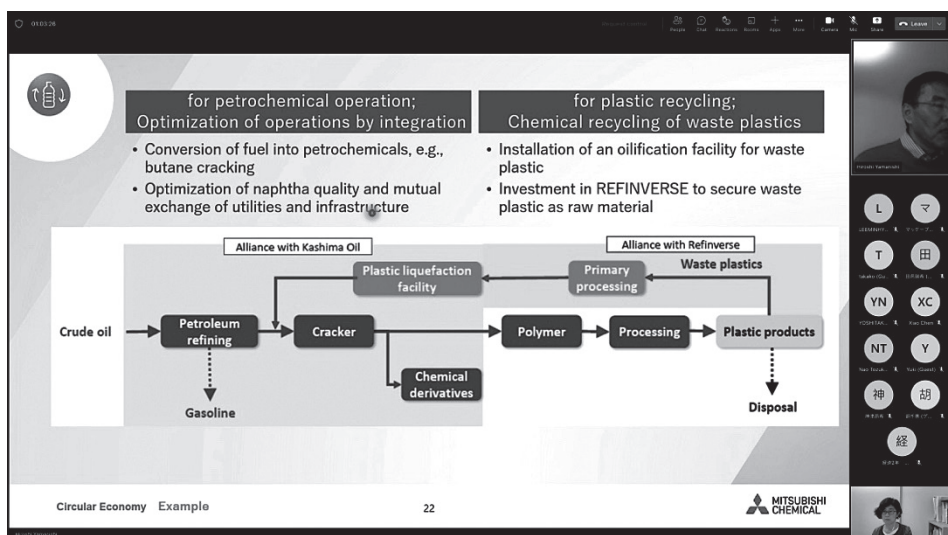 01:03:26
People
Chat
Reactions
Rooms
Apps
More
Camera
Mic
Share
Leave
for petrochemical operation;
Optimization of operations by integration
• Conversion of fuel into petrochemicals, e.g.,
butane cracking
• Optimization of naphtha quality and mutual
exchange of utilities and infrastructure
for plastic recycling;
Chemical recycling of waste plastics
• Installation of an oilification facility for waste
plastic
• Investment in REFINVERSE to secure waste
plastic as raw material
Alliance with Kashima Oil
Alliance with Refinverse
Plastic liquefaction
facility
Primary
processing
Waste plastics
Crude oil
Petroleum
refining
Cracker
Polymer
Processing
Plastic products
Chemical
derivatives
Gasoline
Disposal
Circular Economy Example
22
MITSUBISHI
CHEMICAL
L
マ
T
田
YN
XC
Xiao Chen
NT
Y
Yuki (Guest)
神
胡
経